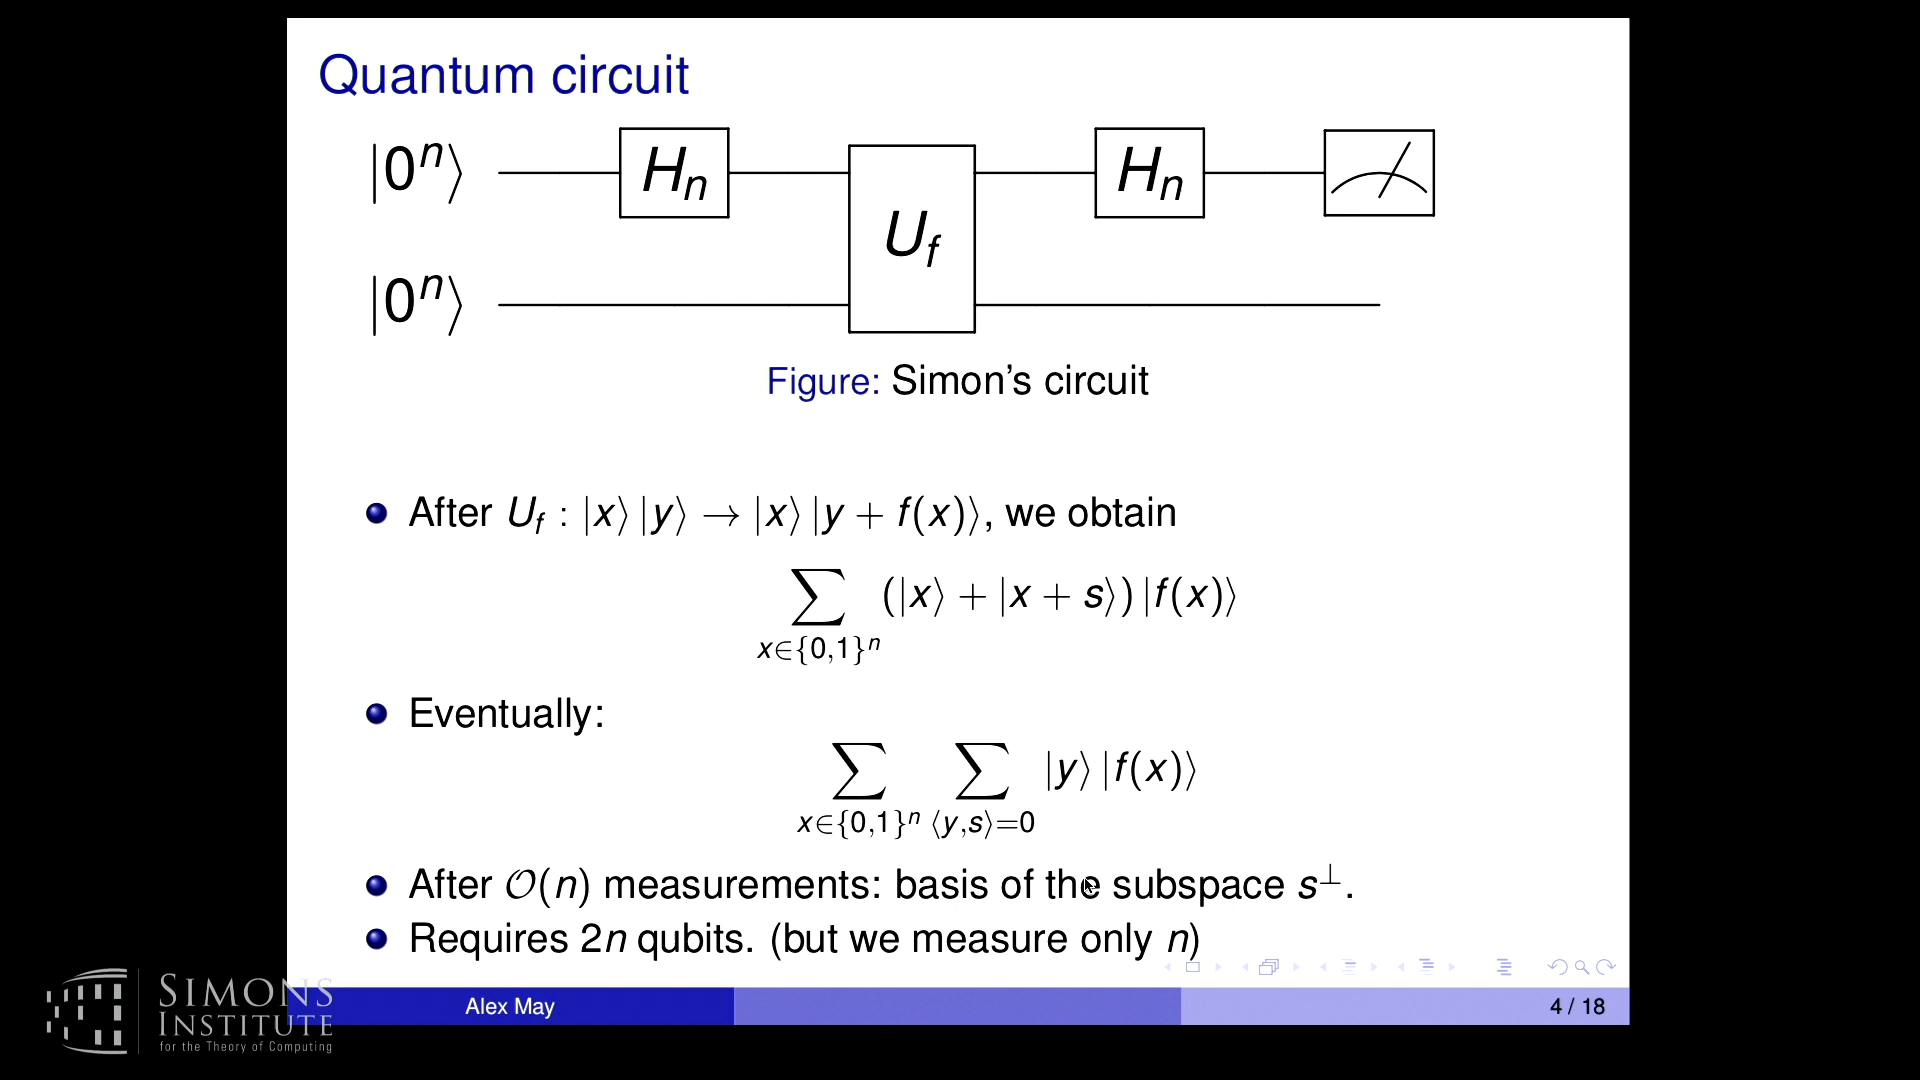 Quantum circuit
|0ⁿ⟩ Hₙ Hₙ
U_f
|0ⁿ⟩
Figure: Simon's circuit
After U_f : |x⟩ |y⟩ → |x⟩ |y + f(x)⟩, we obtain
∑ (|x⟩ + |x + s⟩) |f(x)⟩
x∈{0,1}ⁿ
Eventually:
∑ ∑ |y⟩ |f(x)⟩
x∈{0,1}ⁿ ⟨y,s⟩=0
After 𝒪(n) measurements: basis of the subspace s^⊥.
Requires 2n qubits. (but we measure only n)
Alex May
4 / 18
SIMONS
INSTITUTE
for the Theory of Computing